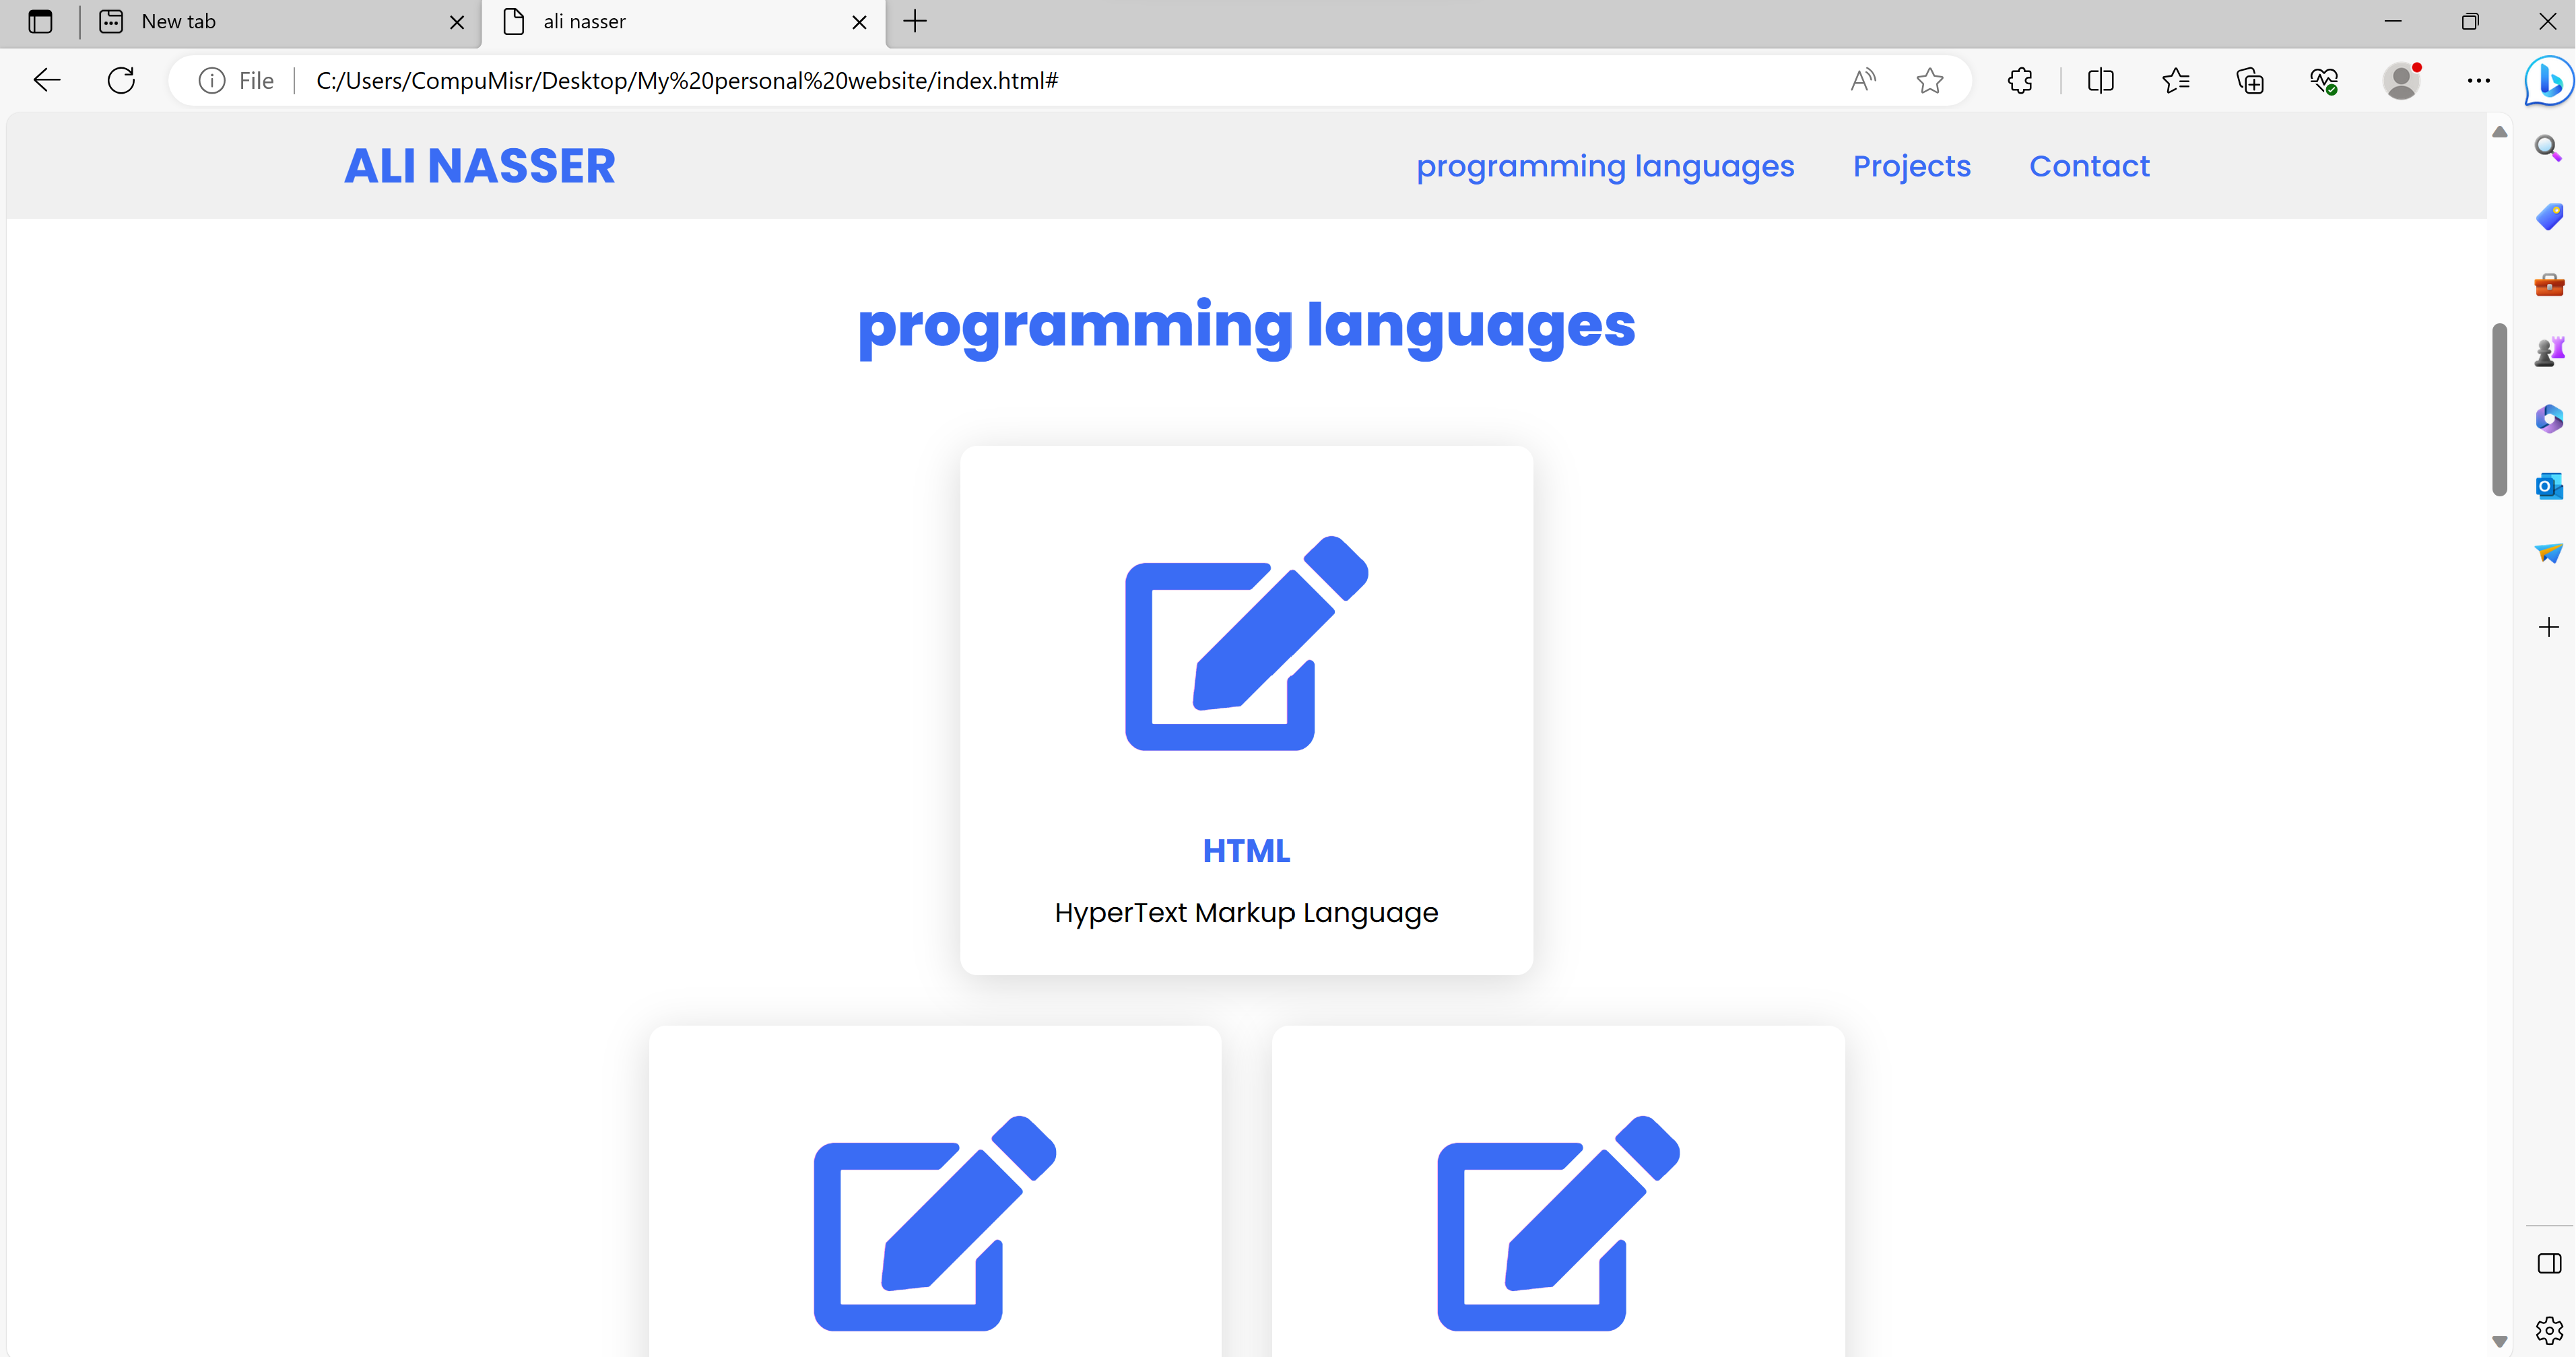 New tab
ali nasser
File
C:/Users/CompuMisr/Desktop/My%20personal%20website/index.html#
ALI NASSER
programming languages Projects Contact
programming languages
HTML
HyperText Markup Language